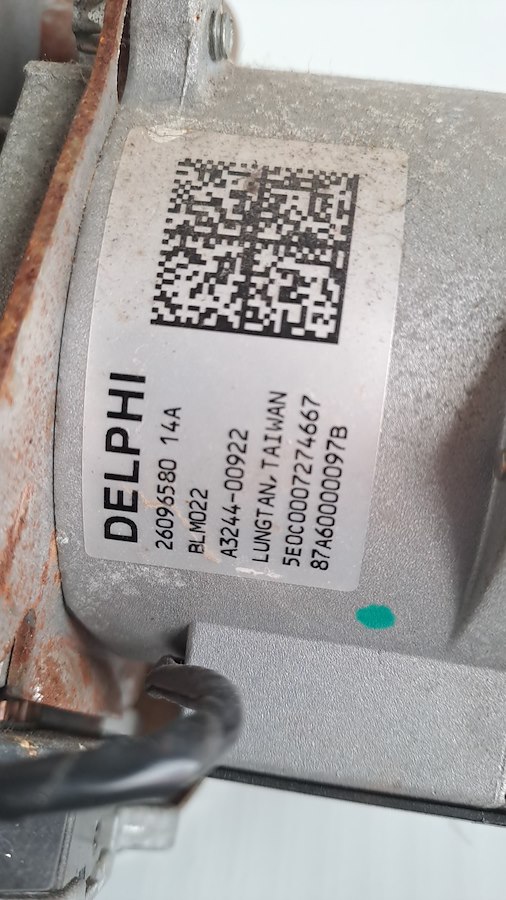 DELPHI
26096580 14A
BLM022
A3244-00922
LUNGTAN, TAIWAN
5E0C0007274667
87A60000097B